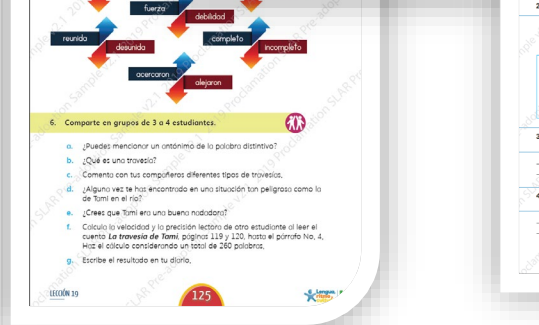 fuerza
debilidad
reunida
desunida
completo
incompleto
acercaron
alejaron
6. Comparte en grupos de 3 a 4 estudiantes.
a. ¿Puedes mencionar un antónimo de la palabra distintivo?
b. ¿Qué es una travesía?
c. Comenta con tus compañeros diferentes tipos de travesías.
d. ¿Alguna vez te has encontrado en una situación tan peligrosa como la
de Tami en el río?
e. ¿Crees que Tami era una buena nadadora?
f. Calcula la velocidad y la precisión lectora de otro estudiante al leer el
cuento La travesía de Tami, páginas 119 y 120, hasta el párrafo No. 4.
Haz el cálculo considerando un total de 260 palabras.
g. Escribe el resultado en tu diario.
LECCIÓN 19
125
2
3
4